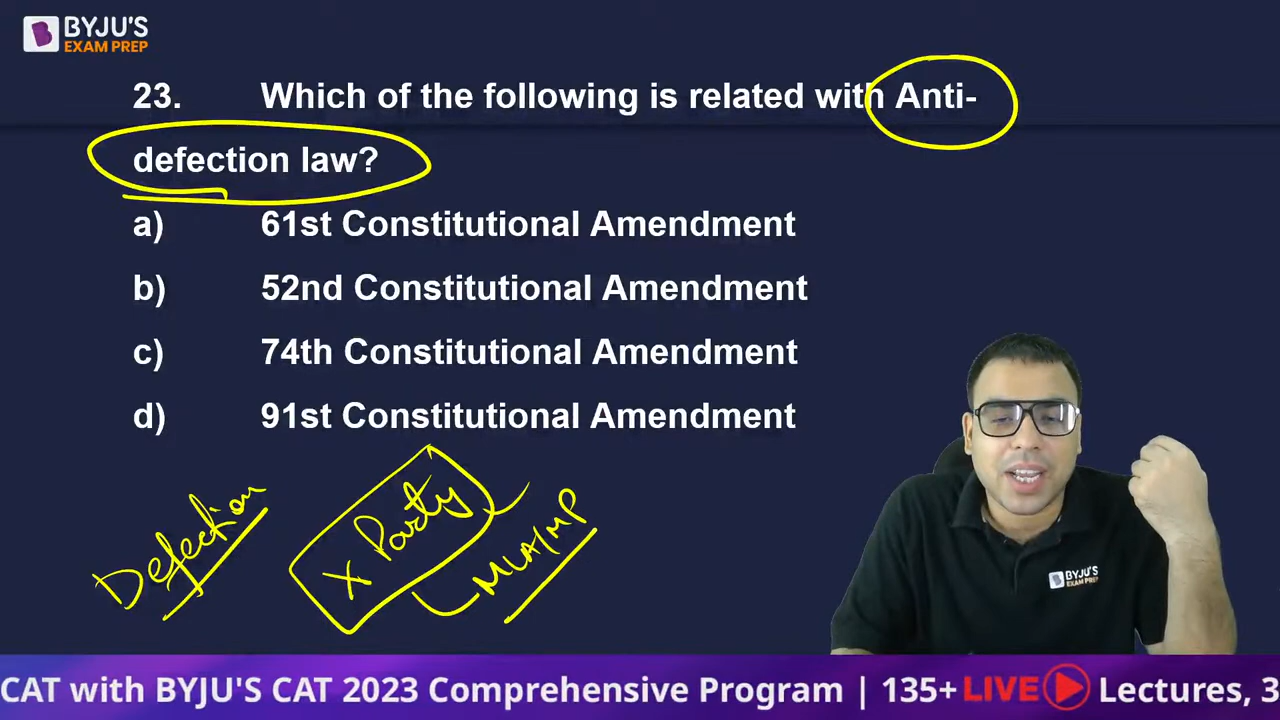 BYJU'S
EXAM PREP
23. Which of the following is related with Anti-
defection law?
a) 61st Constitutional Amendment
b) 52nd Constitutional Amendment
c) 74th Constitutional Amendment
d) 91st Constitutional Amendment
Defection
X Party
MLA/MP
BYJU'S
EXAM PREP
CAT with BYJU'S CAT 2023 Comprehensive Program | 135+ LIVE Lectures, 3